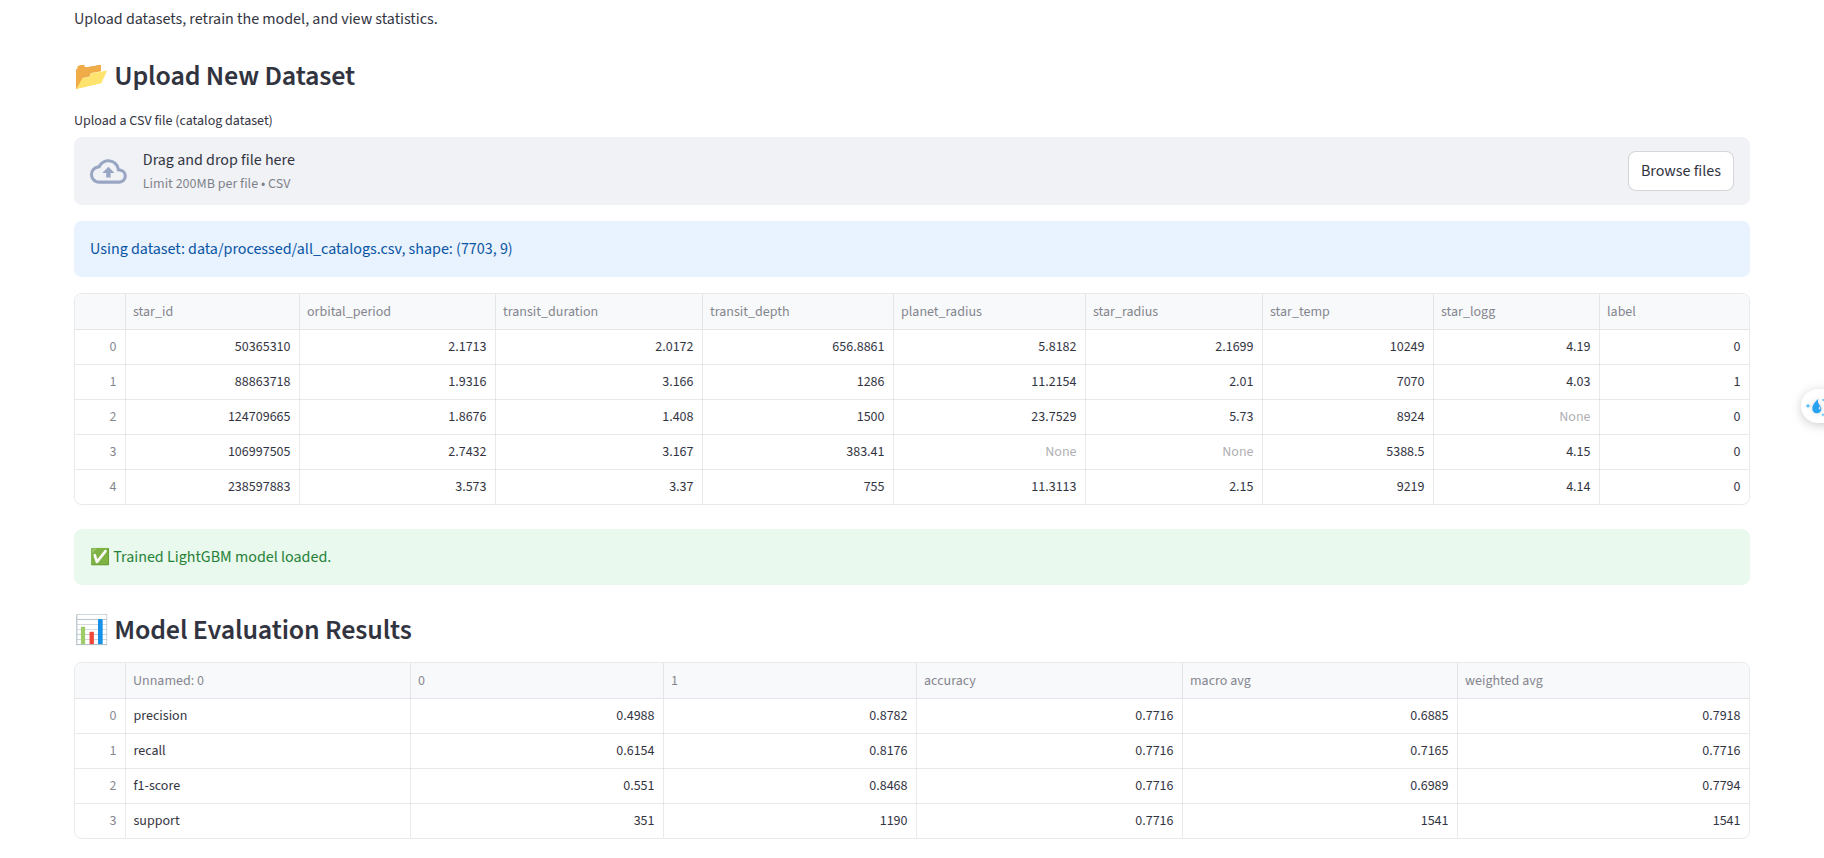 Upload datasets, retrain the model, and view statistics.
📂 Upload New Dataset
Upload a CSV file (catalog dataset)
Drag and drop file here
Limit 200MB per file • CSV
Browse files
Using dataset: data/processed/all_catalogs.csv, shape: (7703, 9)
star_id orbital_period transit_duration transit_depth planet_radius star_radius star_temp star_logg label
0 50365310 2.1713 2.0172 656.8861 5.8182 2.1699 10249 4.19 0
1 88863718 1.9316 3.166 1286 11.2154 2.01 7070 4.03 1
2 124709665 1.8676 1.408 1500 23.7529 5.73 8924 None 0
3 106997505 2.7432 3.167 383.41 None None 5388.5 4.15 0
4 238597883 3.573 3.37 755 11.3113 2.15 9219 4.14 0
✅ Trained LightGBM model loaded.
📊 Model Evaluation Results
Unnamed: 0 0 1 accuracy macro avg weighted avg
0 precision 0.4988 0.8782 0.7716 0.6885 0.7918
1 recall 0.6154 0.8176 0.7716 0.7165 0.7716
2 f1-score 0.551 0.8468 0.7716 0.6989 0.7794
3 support 351 1190 0.7716 1541 1541